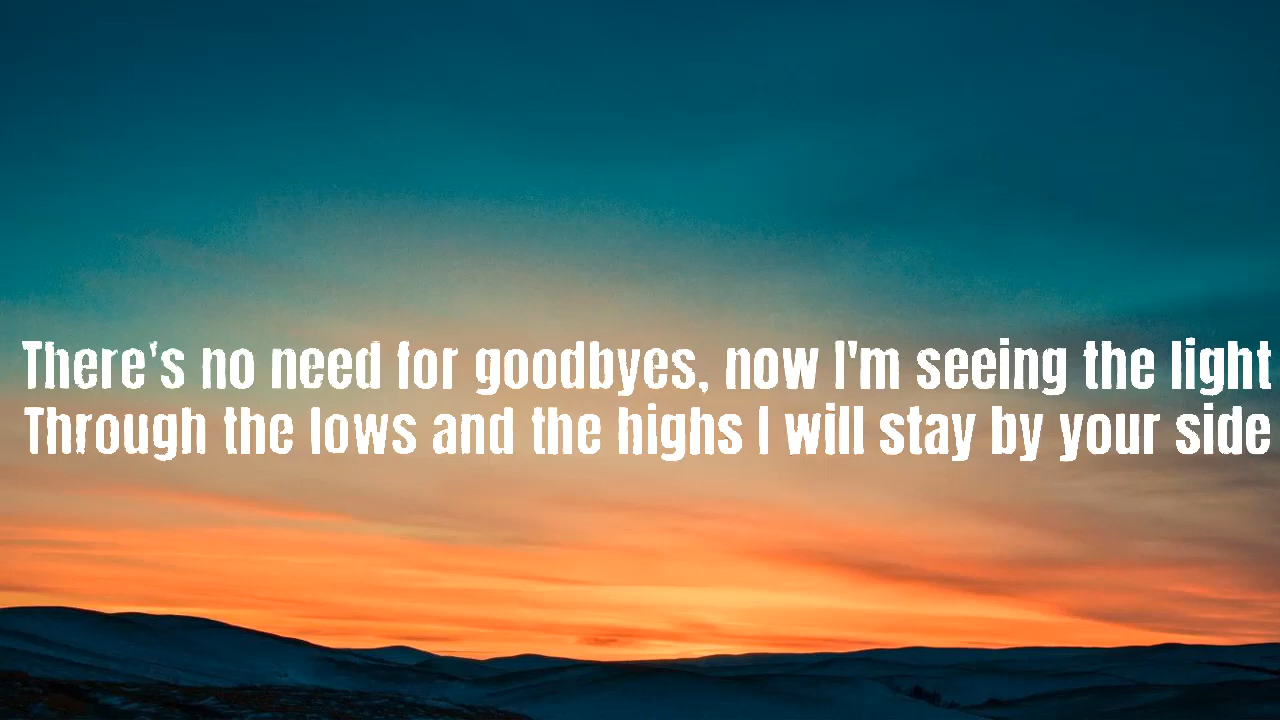 There's no need for goodbyes, now I'm seeing the light
Through the lows and the highs I will stay by your side